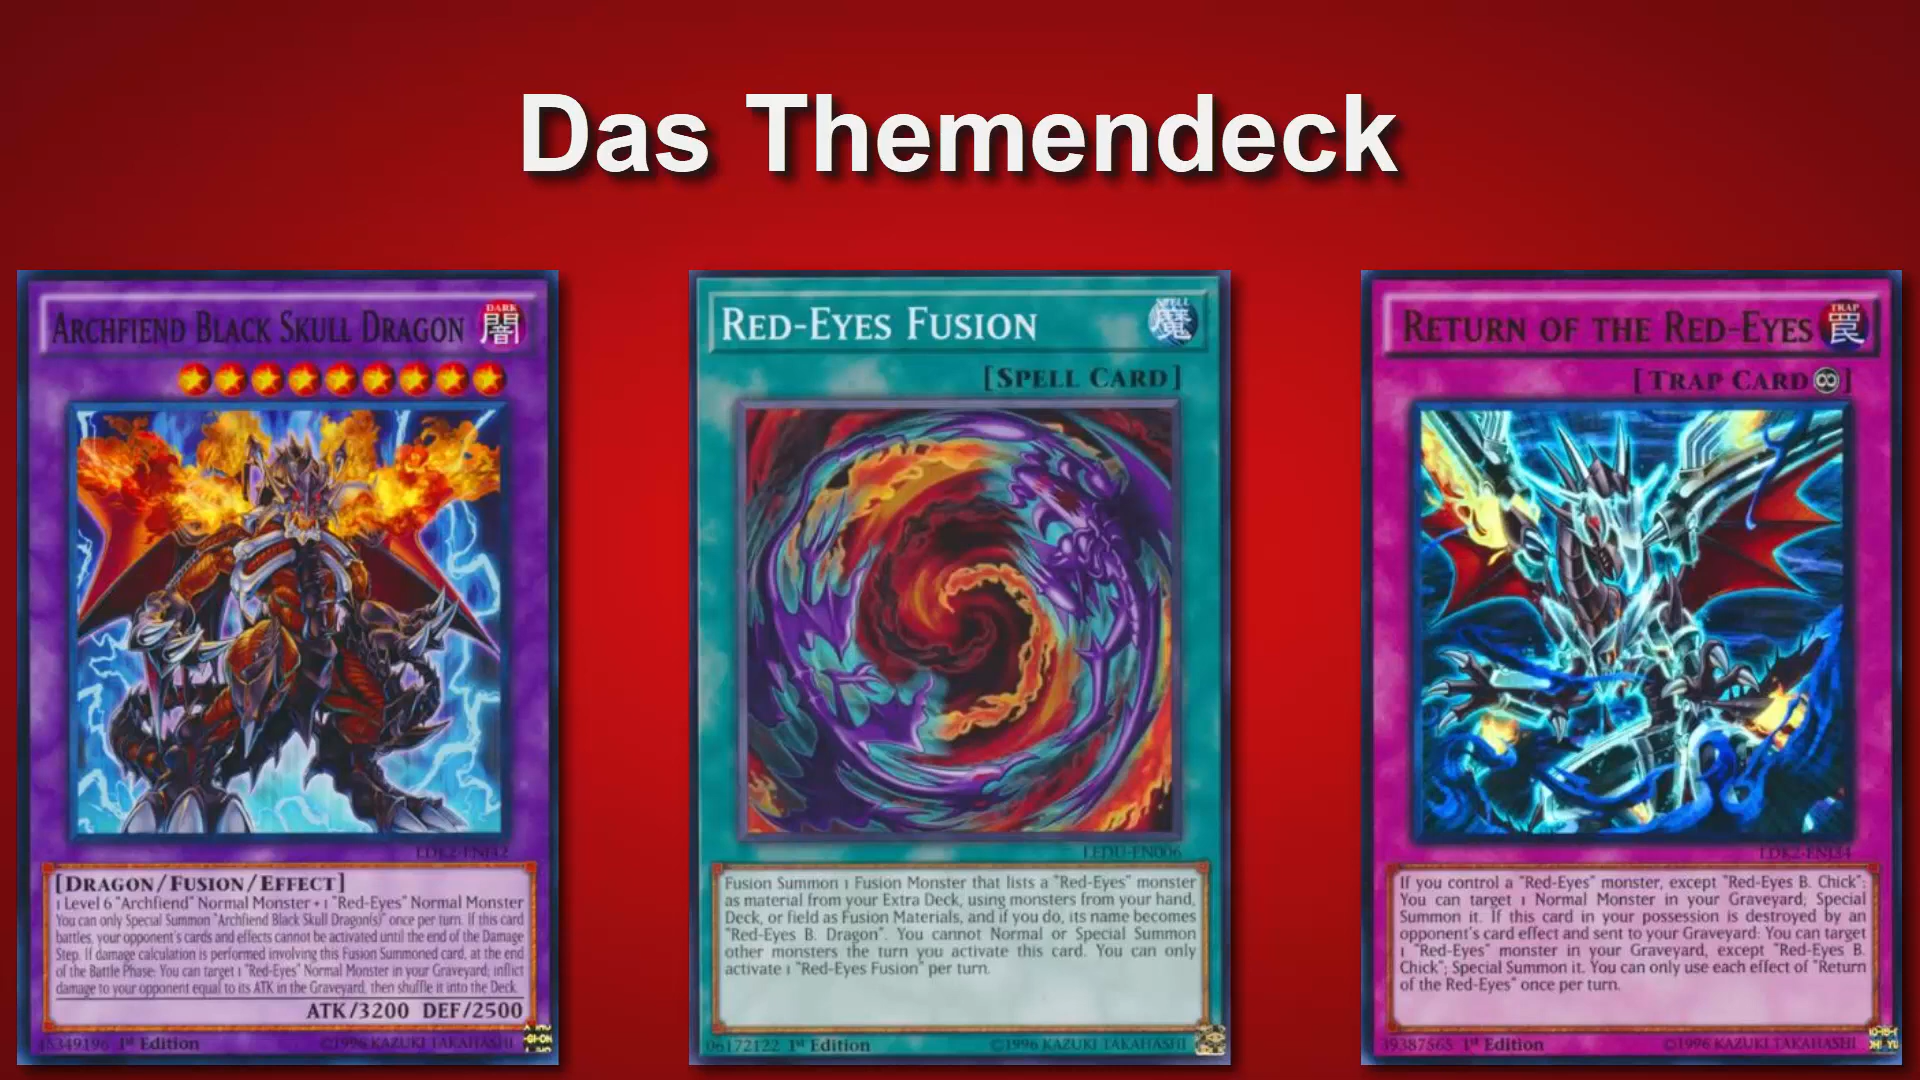 Das Themendeck
ARCHFIEND BLACK SKULL DRAGON
DARK
闇
[DRAGON/FUSION/EFFECT]
1 Level 6 "Archfiend" Normal Monster + 1 "Red-Eyes" Normal Monster
You can only Special Summon "Archfiend Black Skull Dragon(s)" once per turn. If this card
battles, your opponent's cards and effects cannot be activated until the end of the Damage
Step. If damage calculation is performed involving this Fusion Summoned card, at the end
of the Battle Phase: You can target 1 "Red-Eyes" Normal Monster in your Graveyard; inflict
damage to your opponent equal to its ATK in the Graveyard, then shuffle it into the Deck.
ATK/3200 DEF/2500
45349196 1st Edition
©1996 KAZUKI TAKAHASHI
RED-EYES FUSION
SPELL
魔
[SPELL CARD]
LEDU-EN006
Fusion Summon 1 Fusion Monster that lists a "Red-Eyes" monster
as material from your Extra Deck, using monsters from your hand,
Deck, or field as Fusion Materials, and if you do, its name becomes
"Red-Eyes B. Dragon". You cannot Normal or Special Summon
other monsters the turn you activate this card. You can only
activate 1 "Red-Eyes Fusion" per turn.
06172122 1st Edition
©1996 KAZUKI TAKAHASHI
RETURN OF THE RED-EYES
TRAP
罠
[TRAP CARD]
LDK2-ENJ34
If you control a "Red-Eyes" monster, except "Red-Eyes B. Chick":
You can target 1 Normal Monster in your Graveyard; Special
Summon it. If this card in your possession is destroyed by an
opponent's card effect and sent to your Graveyard: You can target
1 "Red-Eyes" monster in your Graveyard, except "Red-Eyes B.
Chick"; Special Summon it. You can only use each effect of "Return
of the Red-Eyes" once per turn.
39387565 1st Edition
©1996 KAZUKI TAKAHASHI